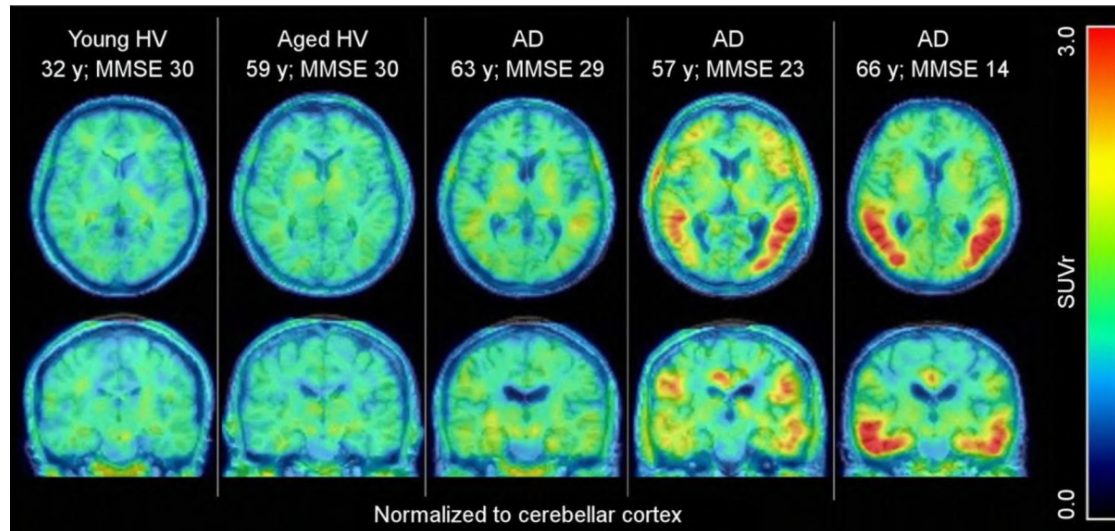 Young HV
32 y; MMSE 30
Aged HV
59 y; MMSE 30
AD
63 y; MMSE 29
AD
57 y; MMSE 23
AD
66 y; MMSE 14
3.0
SUVr
0.0
Normalized to cerebellar cortex